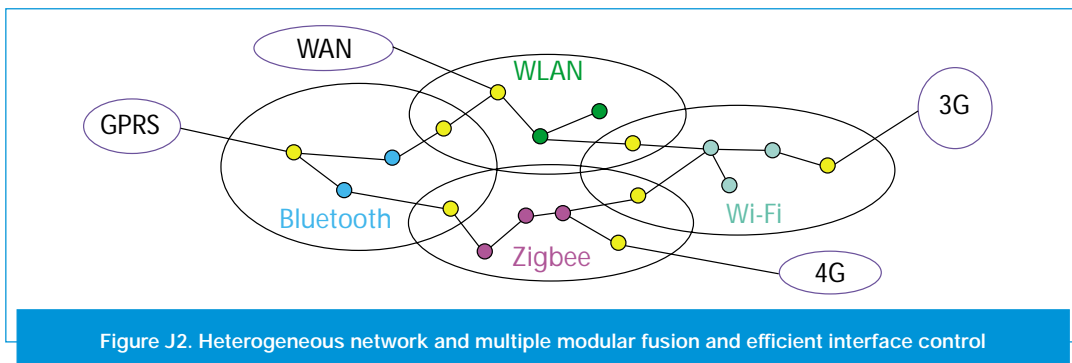 WAN
WLAN
3G
GPRS
Bluetooth
Wi-Fi
Zigbee
4G
Figure J2. Heterogeneous network and multiple modular fusion and efficient interface control